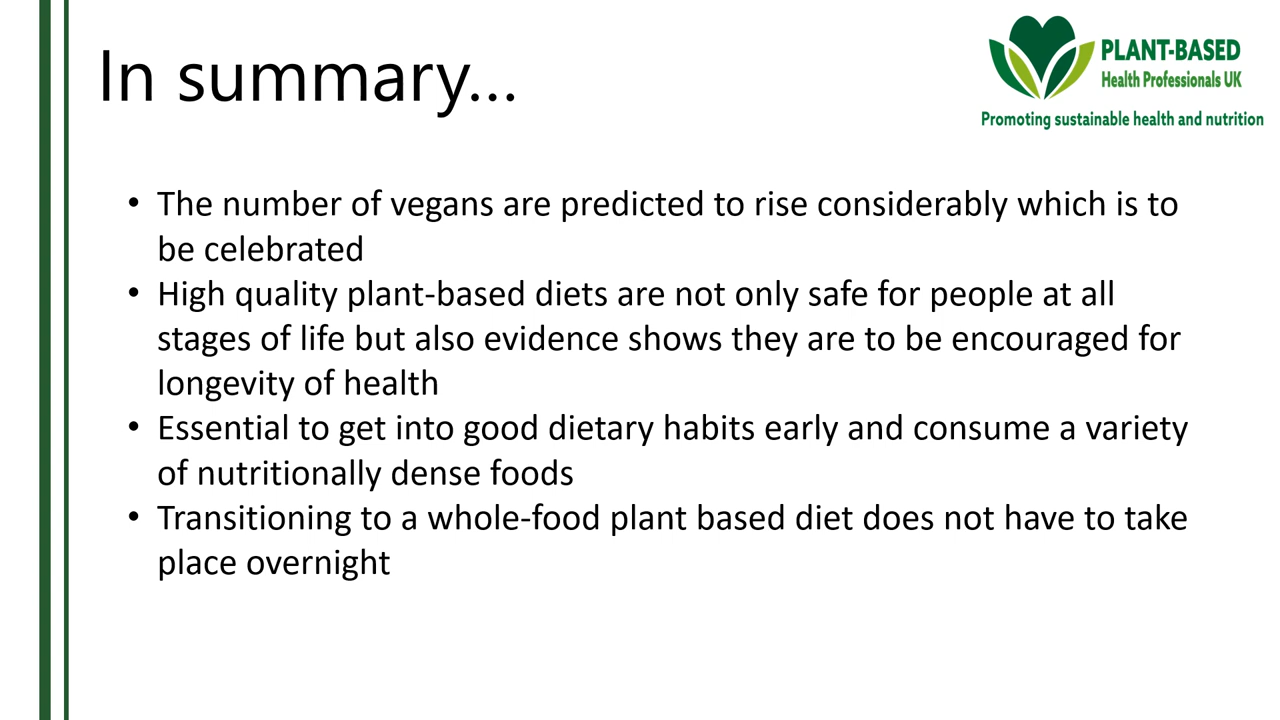 In summary...
PLANT-BASED
Health Professionals UK
Promoting sustainable health and nutrition
• The number of vegans are predicted to rise considerably which is to
be celebrated
• High quality plant-based diets are not only safe for people at all
stages of life but also evidence shows they are to be encouraged for
longevity of health
• Essential to get into good dietary habits early and consume a variety
of nutritionally dense foods
• Transitioning to a whole-food plant based diet does not have to take
place overnight